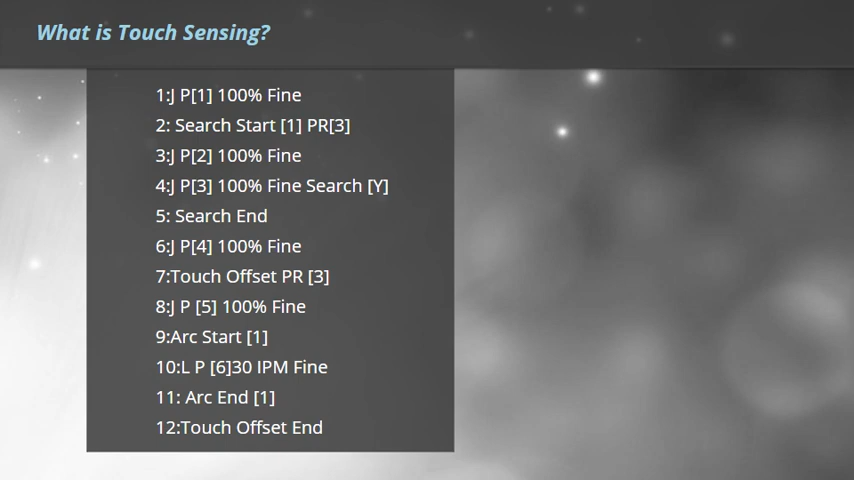 What is Touch Sensing?
1:J P[1] 100% Fine
2: Search Start [1] PR[3]
3:J P[2] 100% Fine
4:J P[3] 100% Fine Search [Y]
5: Search End
6:J P[4] 100% Fine
7:Touch Offset PR [3]
8:J P [5] 100% Fine
9:Arc Start [1]
10:L P [6]30 IPM Fine
11: Arc End [1]
12:Touch Offset End